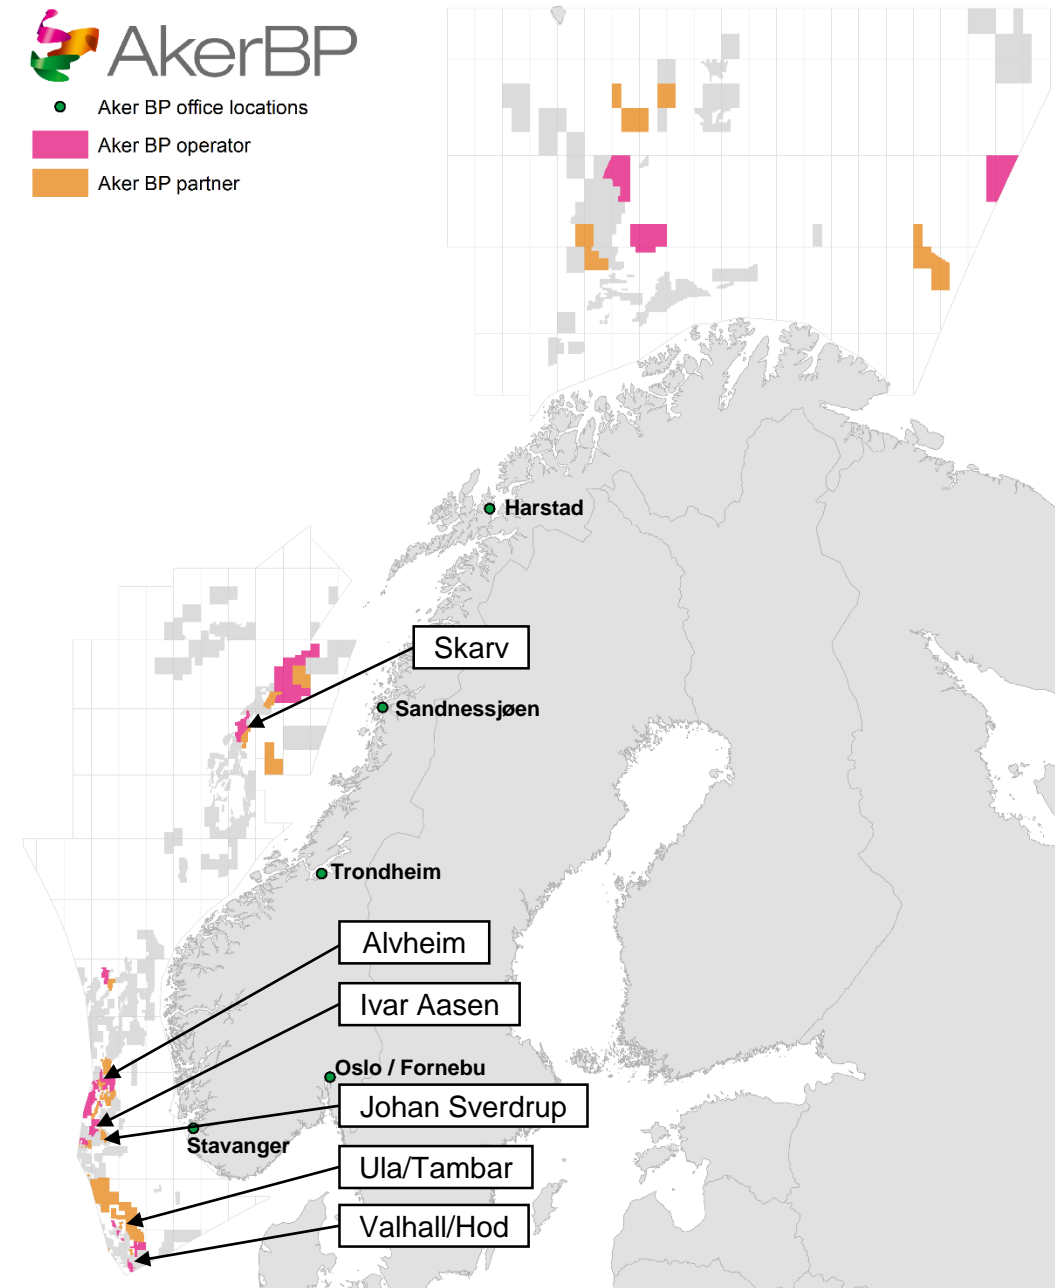 AkerBP
Aker BP office locations
Aker BP operator
Aker BP partner
Harstad
Skarv
Sandnessjøen
Trondheim
Alvheim
Ivar Aasen
Oslo / Fornebu
Johan Sverdrup
Stavanger
Ula/Tambar
Valhall/Hod